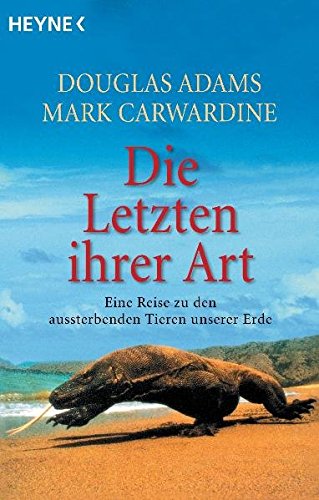 HEYNE <
DOUGLAS ADAMS
MARK CARWARDINE
Die
Letzten
ihrer Art
Eine Reise zu den
aussterbenden Tieren unserer Erde